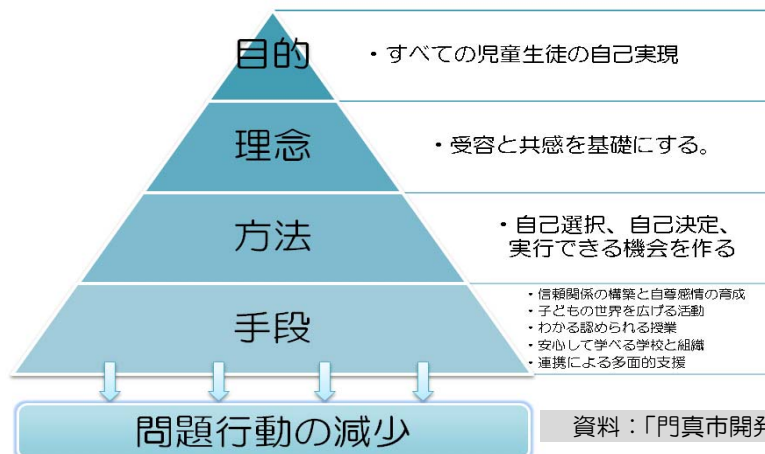 目的
・すべての児童生徒の自己実現
理念
・受容と共感を基礎にする。
方法
・自己選択、自己決定、
実行できる機会を作る
手段
・信頼関係の構築と自尊感情の育成
・子どもの世界を広げる活動
・わかる認められる授業
・安心して学べる学校と組織
・連携による多面的支援
問題行動の減少
資料：「門真市開発